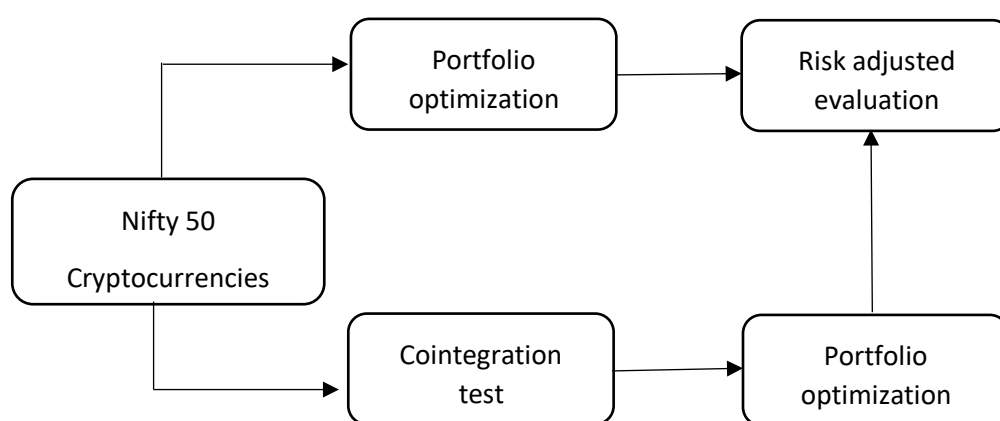 Portfolio
optimization
Risk adjusted
evaluation
Nifty 50
Cryptocurrencies
Cointegration
test
Portfolio
optimization